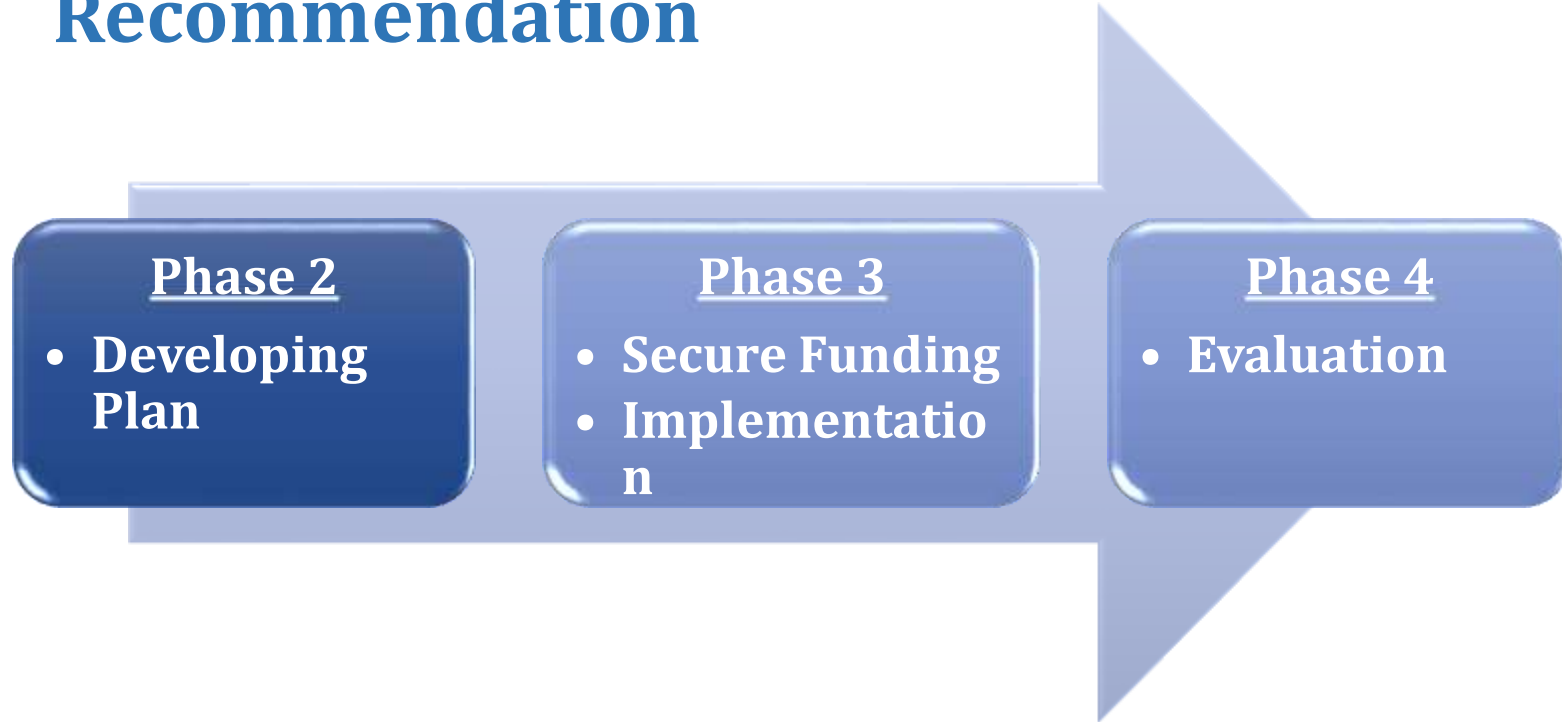 Recommendation
Phase 2
• Developing
Plan
Phase 3
• Secure Funding
• Implementatio
n
Phase 4
• Evaluation